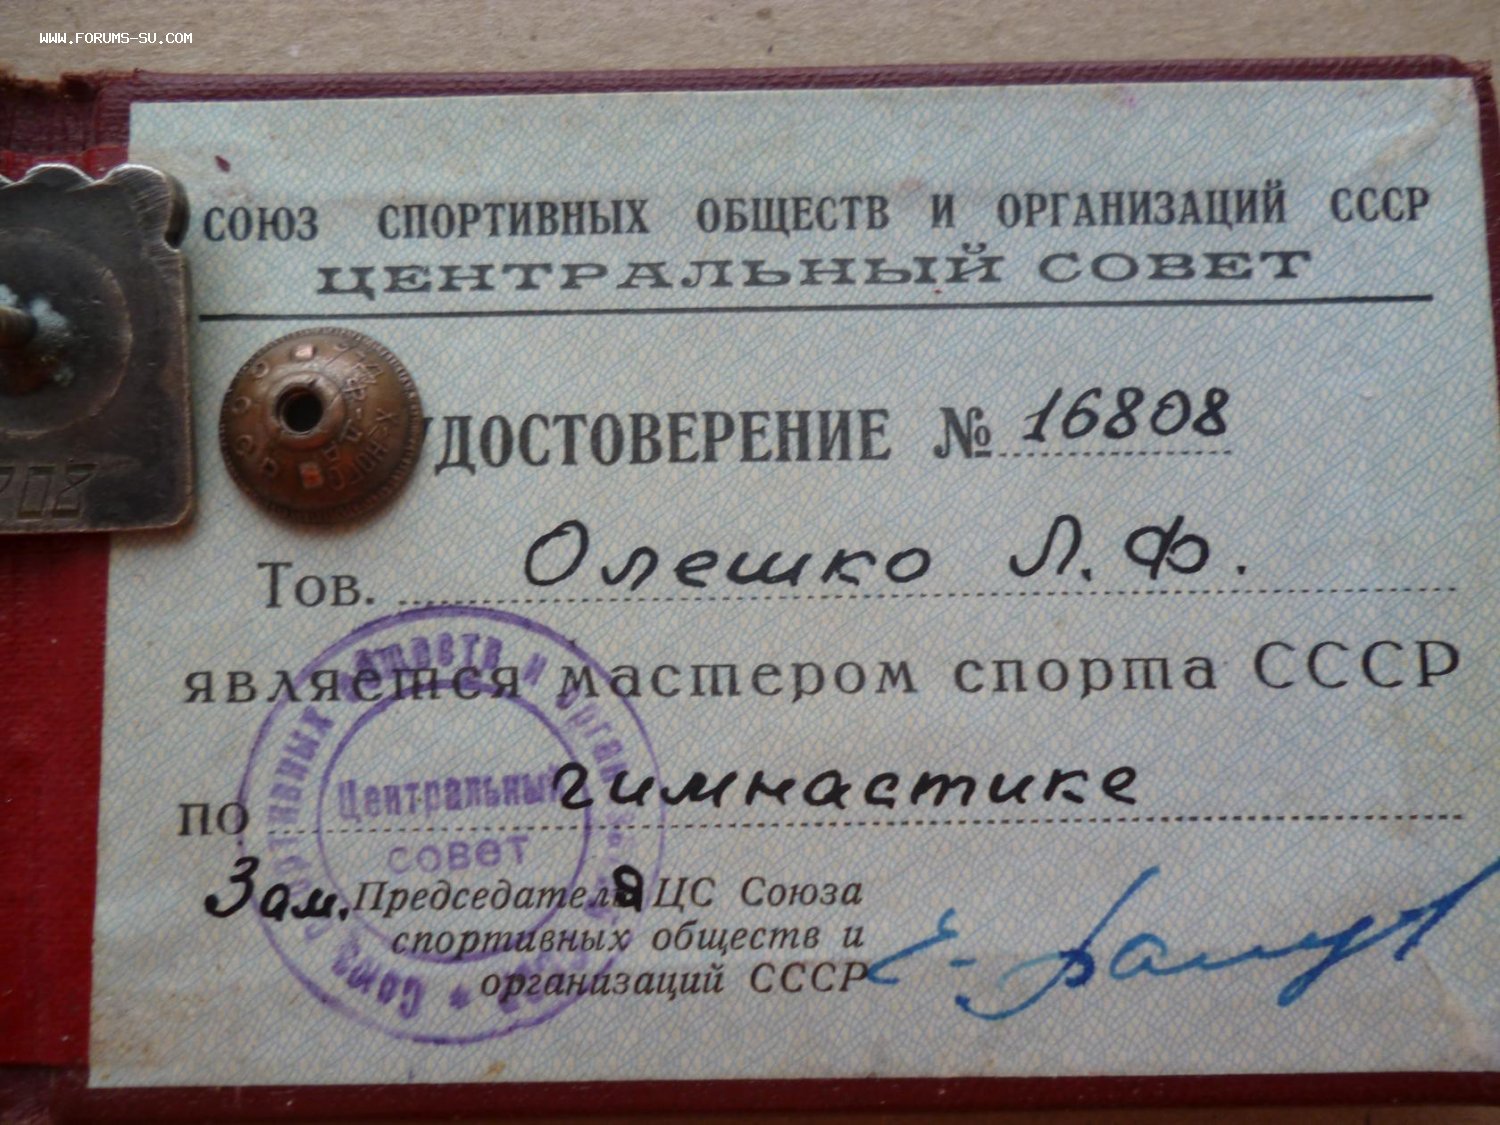 WWW.FORUMS-SU.COM
СОЮЗ СПОРТИВНЫХ ОБЩЕСТВ И ОРГАНИЗАЦИЙ СССР
ЦЕНТРАЛЬНЫЙ СОВЕТ
УДОСТОВЕРЕНИЕ № 16808
Тов. Олешко Л. Ф.
является мастером спорта СССР
по гимнастике
Центральный
совет
Зам. Председателя ЦС Союза
спортивных обществ и
организаций СССР